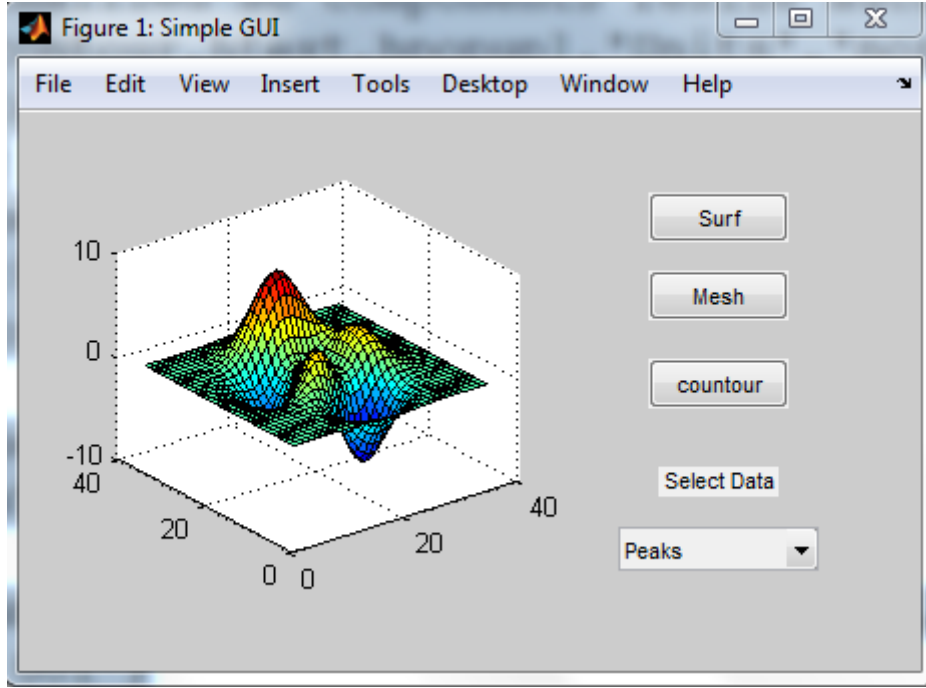 Figure 1: Simple GUI
File Edit View Insert Tools Desktop Window Help
10
0
-10
40
20
0
0
20
40
Surf
Mesh
countour
Select Data
Peaks